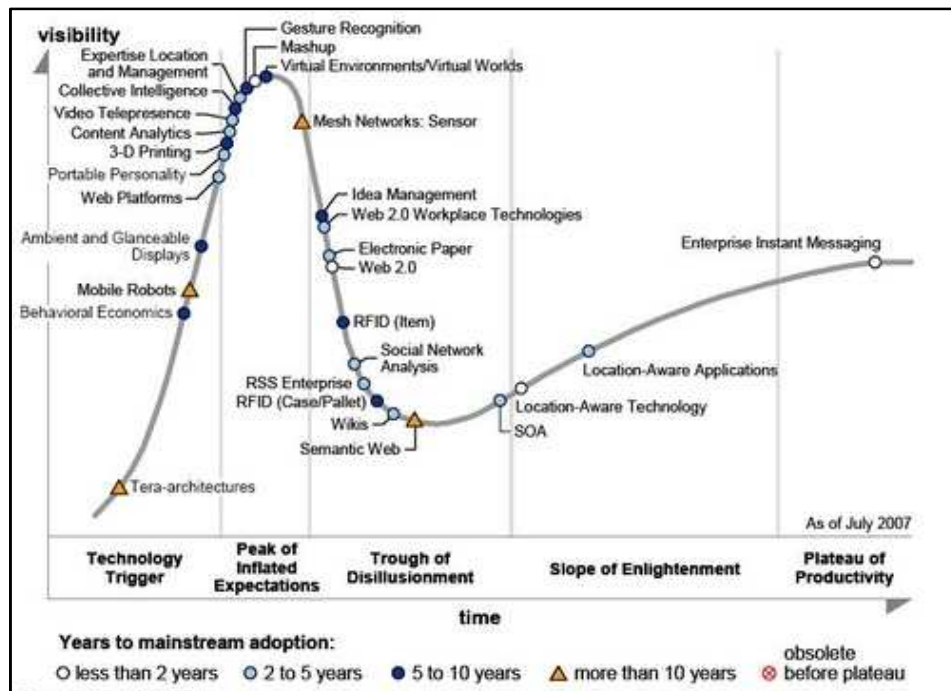 visibility
Gesture Recognition
Mashup
Virtual Environments/Virtual Worlds
Expertise Location
and Management
Collective Intelligence
Video Telepresence
Content Analytics
3-D Printing
Portable Personality
Web Platforms
Mesh Networks: Sensor
Idea Management
Web 2.0 Workplace Technologies
Ambient and Glanceable
Displays
Electronic Paper
Web 2.0
Enterprise Instant Messaging
Mobile Robots
Behavioral Economics
RFID (Item)
Social Network
Analysis
RSS Enterprise
RFID (Case/Pallet)
Wikis
Semantic Web
Location-Aware Applications
Location-Aware Technology
SOA
Tera-architectures
As of July 2007
Technology
Trigger
Peak of
Inflated
Expectations
Trough of
Disillusionment
Slope of Enlightenment
Plateau of
Productivity
time
Years to mainstream adoption:
less than 2 years
2 to 5 years
5 to 10 years
more than 10 years
obsolete
before plateau